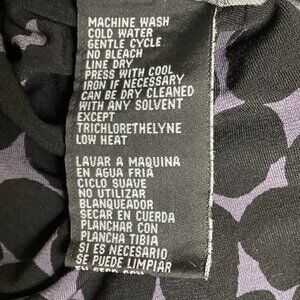 MACHINE WASH
COLD WATER
GENTLE CYCLE
NO BLEACH
LINE DRY
PRESS WITH COOL
IRON IF NECESSARY
CAN BE DRY CLEANED
WITH ANY SOLVENT
EXCEPT
TRICHLORETHELYNE
LOW HEAT
LAVAR A MAQUINA
EN AGUA FRIA
CICLO SUAVE
NO UTILIZAR
BLANQUEADOR
SECAR EN CUERDA
PLANCHAR CON
PLANCHA TIBIA
SI ES NECESARIO
SE PUEDE LIMPIAR